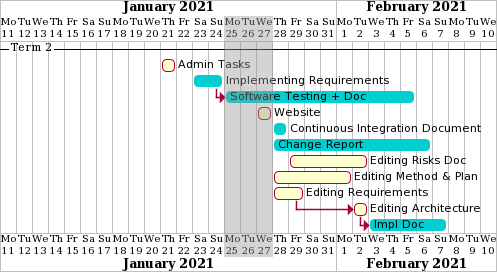 January 2021 February 2021
Mo Tu We Th Fr Sa Su Mo Tu We Th Fr Sa Su Mo Tu We Th Fr Sa Su Mo Tu We Th Fr Sa Su Mo Tu We
11 12 13 14 15 16 17 18 19 20 21 22 23 24 25 26 27 28 29 30 31 1 2 3 4 5 6 7 8 9 10
Term 2
Admin Tasks
Implementing Requirements
Software Testing + Doc
Website
Continuous Integration Document
Change Report
Editing Risks Doc
Editing Method & Plan
Editing Requirements
Editing Architecture
Impl Doc
Mo Tu We Th Fr Sa Su Mo Tu We Th Fr Sa Su Mo Tu We Th Fr Sa Su Mo Tu We Th Fr Sa Su Mo Tu We
11 12 13 14 15 16 17 18 19 20 21 22 23 24 25 26 27 28 29 30 31 1 2 3 4 5 6 7 8 9 10
January 2021 February 2021